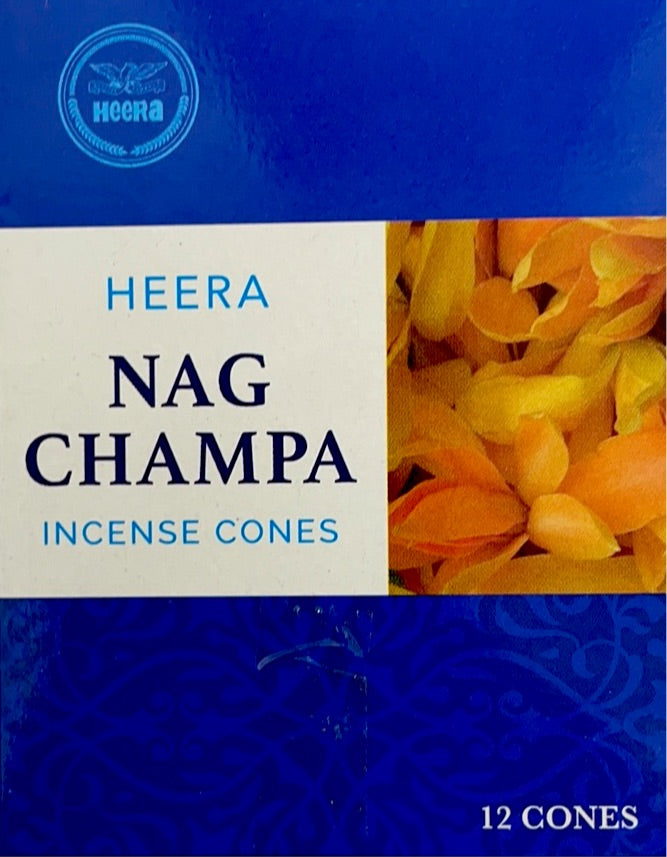 HEERA
HEERA
NAG
CHAMPA
INCENSE CONES
12 CONES